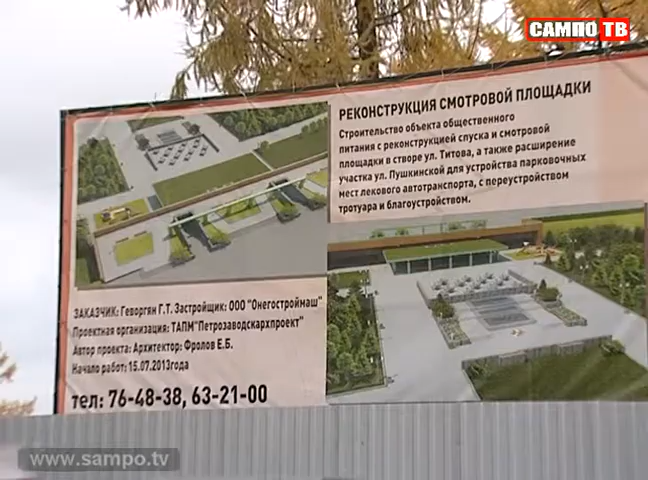 САМПО ТВ
РЕКОНСТРУКЦИЯ СМОТРОВОЙ ПЛОЩАДКИ
Строительство объекта общественного
питания с реконструкцией спуска и смотровой
площадки в створе ул. Титова, а также расширение
участка ул. Пушкинской для устройства парковочных
мест лекового автотранспорта, с переустройством
тротуара и благоустройством.
ЗАКАЗЧИК: Геворгян Г.Т. Застройщик: ООО "Онегостроймаш"
Проектная организация: ТАПМ"Петрозаводскархпроект"
Автор проекта: Архитектор: Фролов Е.Б.
Начало работ: 15.07.2013года
тел: 76-48-38, 63-21-00
www.sampo.tv